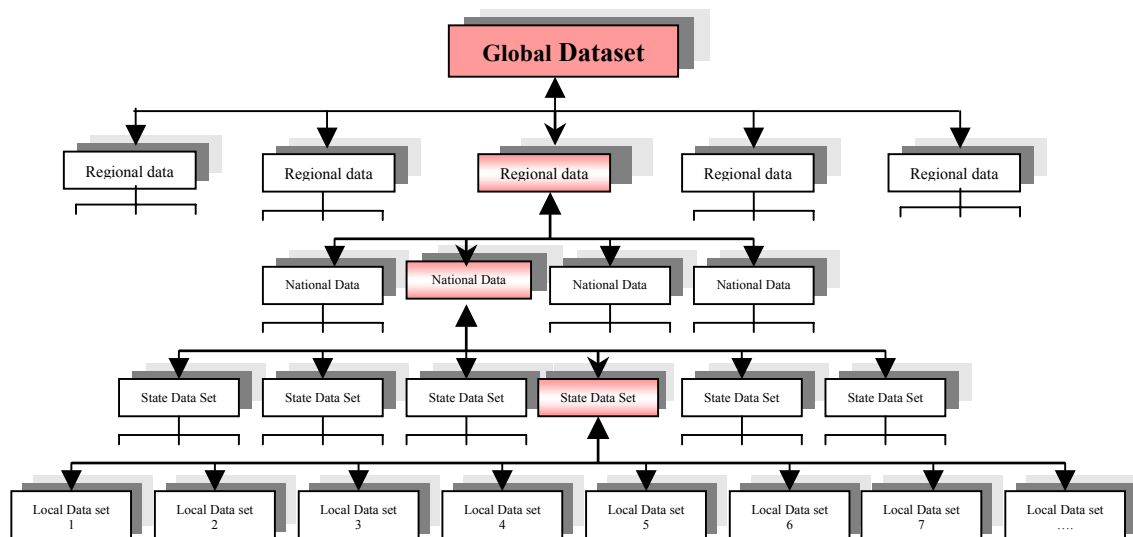 Global Dataset
Regional data
Regional data
Regional data
Regional data
Regional data
National Data
National Data
National Data
National Data
State Data Set
State Data Set
State Data Set
State Data Set
State Data Set
State Data Set
Local Data set
1
Local Data set
2
Local Data set
3
Local Data set
4
Local Data set
5
Local Data set
6
Local Data set
7
Local Data set
….